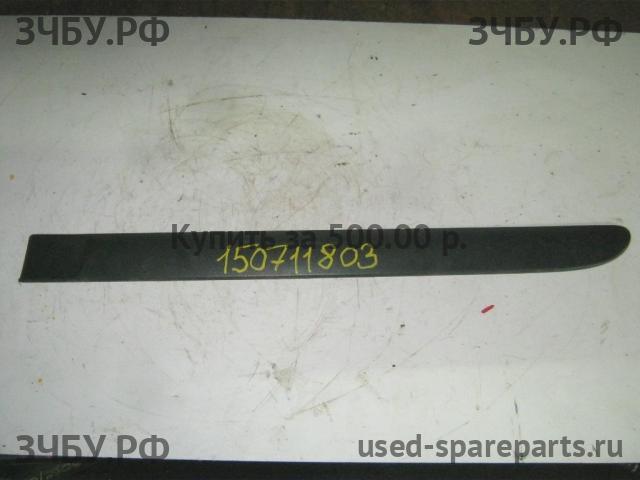 ЗЧБУ.РФ ЗЧБУ.РФ
Купить за 500.00 р.
150711803
ЗЧБУ.РФ used-spareparts.ru